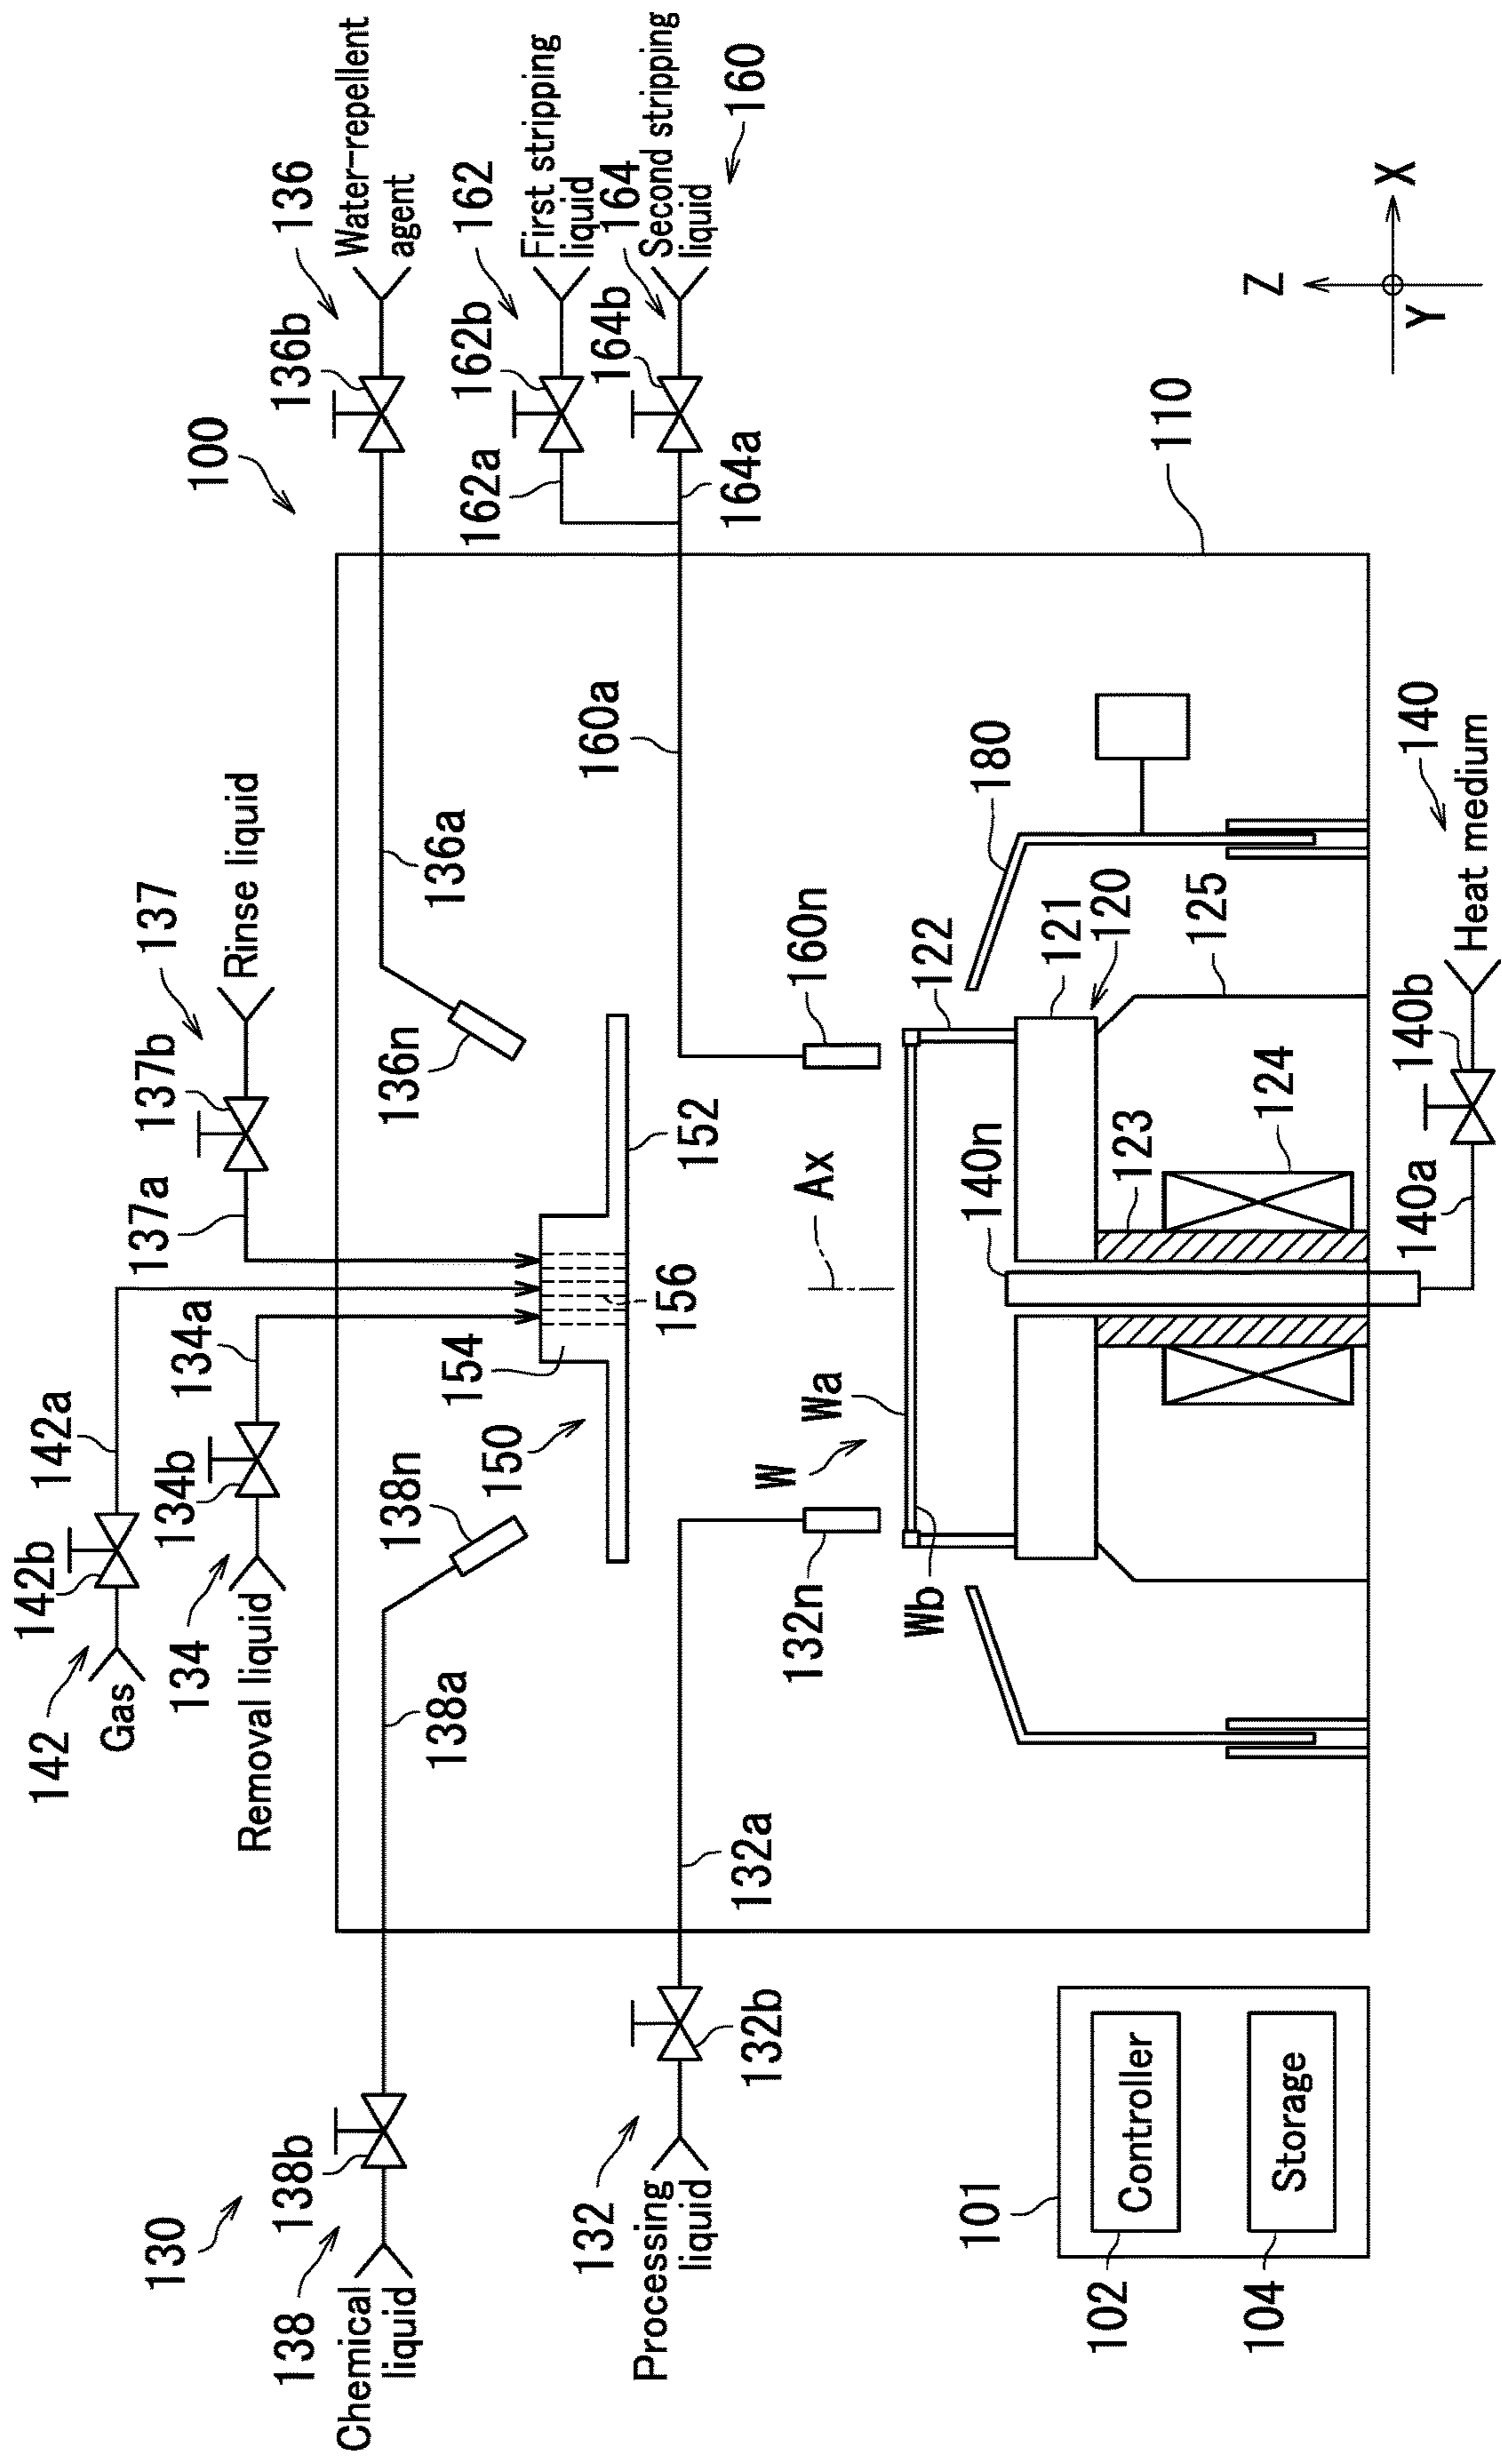 142
Gas
142b
142a
134
Removal liquid
134b
134a
137a
137b
137
Rinse liquid
100
130
138
Chemical
liquid
138b
138a
138n
150
154
156
152
136n
136a
136b
136
Water-repellent
agent
162
First stripping
liquid
162b
162a
164
Second stripping
liquid
164b
164a
160
160a
160n
132
Processing
liquid
132b
132a
132n
W
Wa
Wb
Ax
122
180
121
120
125
140n
123
124
110
140
Heat medium
140b
140a
101
102
Controller
104
Storage
Z
X
Y